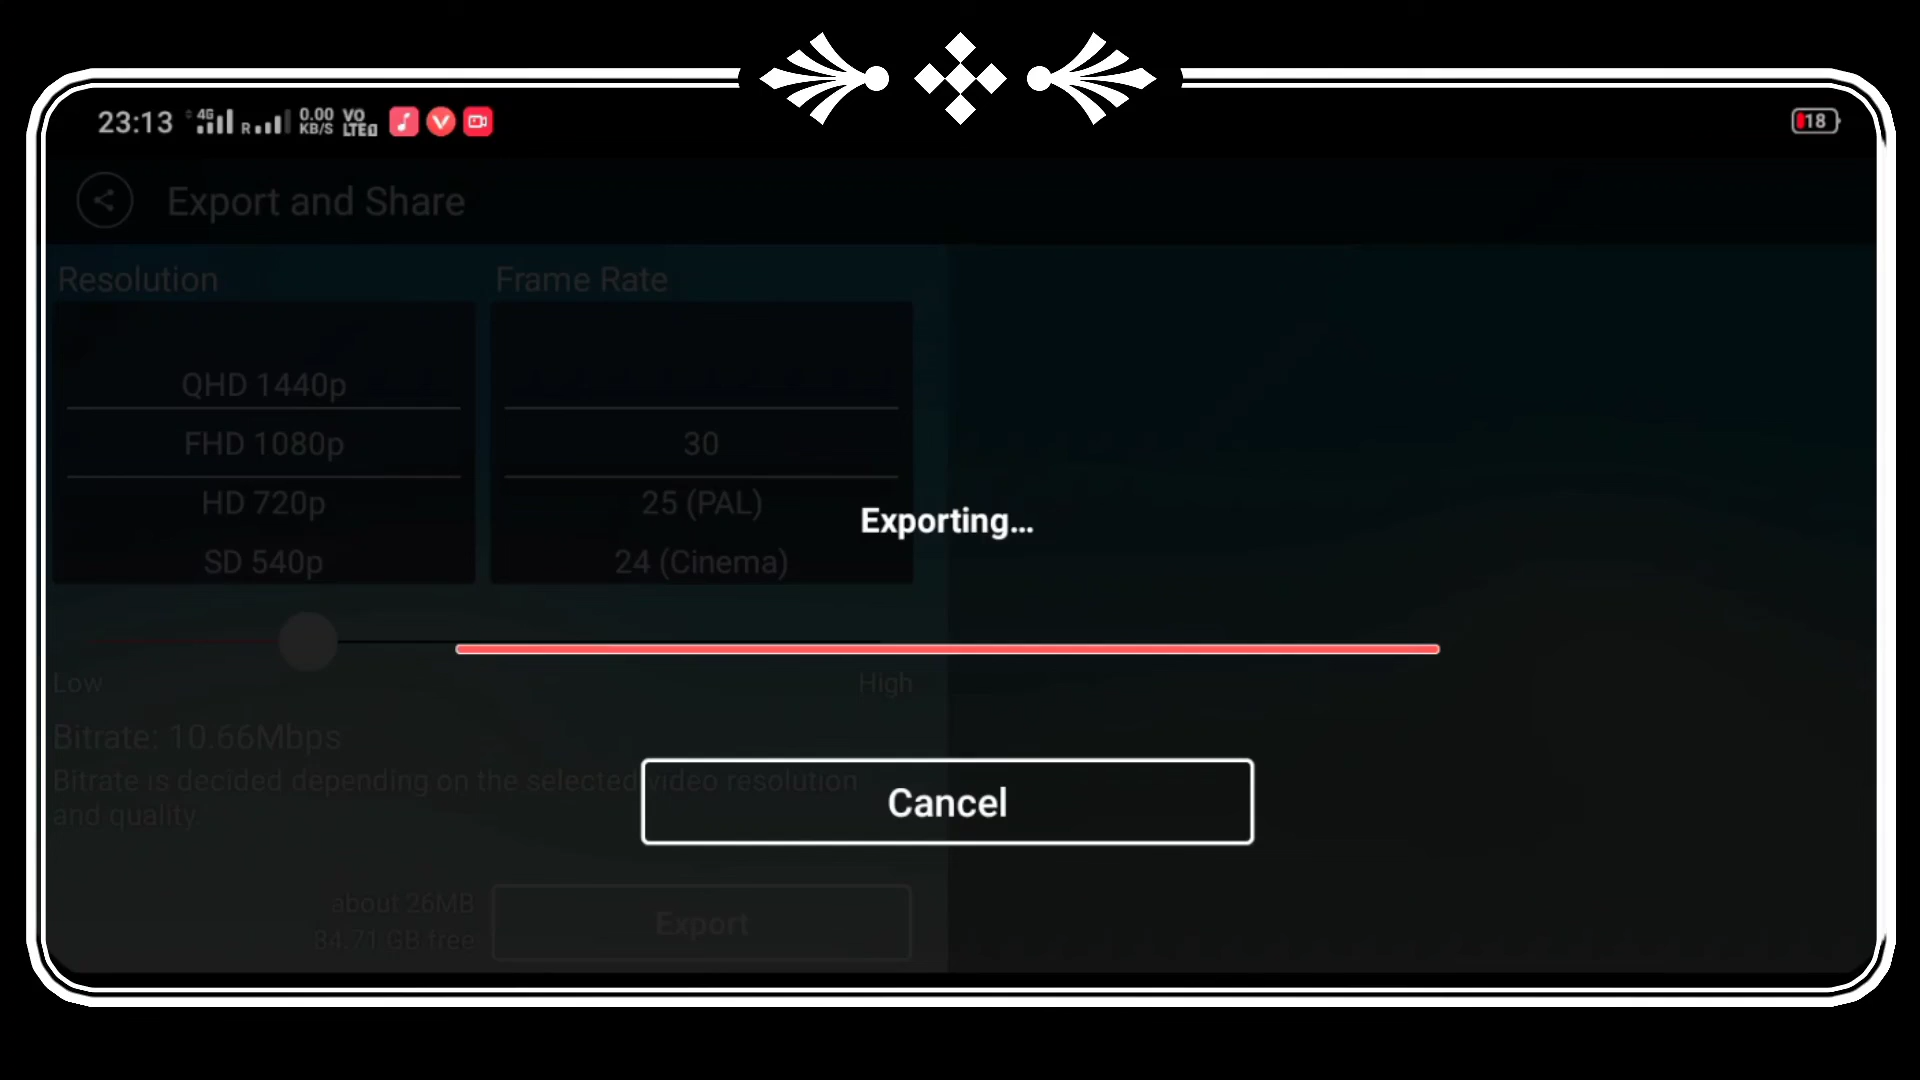 23:13 4G R 0.00 KB/S VO LTE 18
Export and Share
Resolution
Frame Rate
QHD 1440p
FHD 1080p
30
HD 720p
25 (PAL)
SD 540p
24 (Cinema)
Exporting...
Low
High
Bitrate: 10.66Mbps
Bitrate is decided depending on the selected video resolution
and quality.
Cancel
about 26MB
84.71 GB free
Export